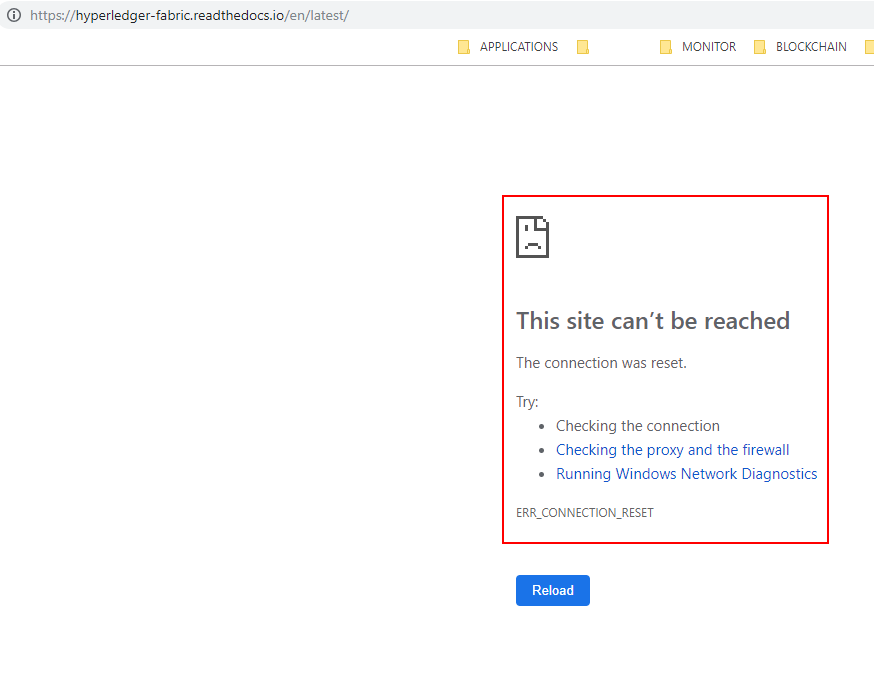 https://hyperledger-fabric.readthedocs.io/en/latest/
APPLICATIONS MONITOR BLOCKCHAIN
This site can’t be reached
The connection was reset.
Try:
• Checking the connection
• Checking the proxy and the firewall
• Running Windows Network Diagnostics
ERR_CONNECTION_RESET
Reload